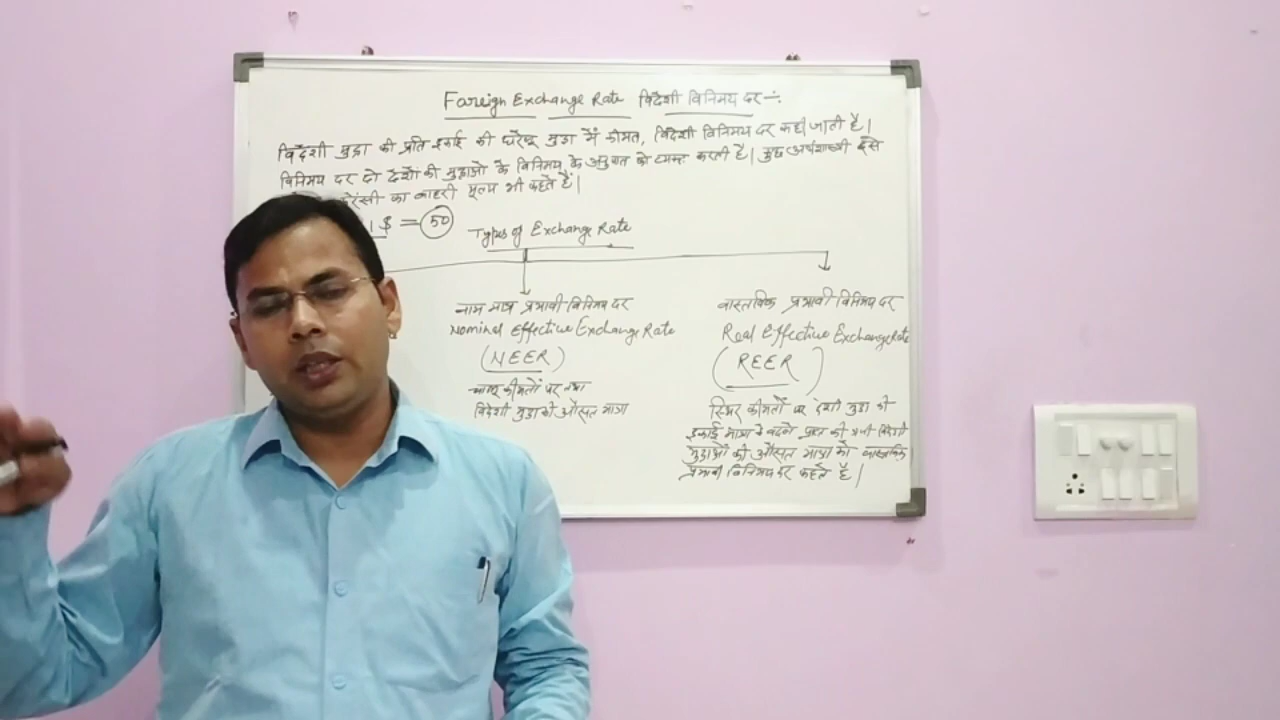 Foreign Exchange Rate विदेशी विनिमय दर ÷
विदेशी मुद्रा की प्रति इकाई की घरेलू मुद्रा में कीमत, विदेशी विनिमय दर कही जाती है।
विनिमय दर दो देशों की मुद्राओं के विनिमय के अनुपात को व्यक्त करती है। कुछ अर्थशास्त्री इसे
करेंसी का बाहरी मूल्य भी कहते हैं।
1$ = 50
Types of Exchange Rate
नाम मात्र प्रभावी विनिमय दर
Nominal Effective Exchange Rate
(NEER)
चालू कीमतों पर तथा
विदेशी मुद्रा की औसत मात्रा
वास्तविक प्रभावी विनिमय दर
Real Effective Exchange Rate
(REER)
स्थिर कीमतों पर देशी मुद्रा की
इकाई मात्रा के बदले प्रदान की विदेशी
मुद्राओं की औसत मात्रा को वास्तविक
प्रभावी विनिमय दर कहते है।